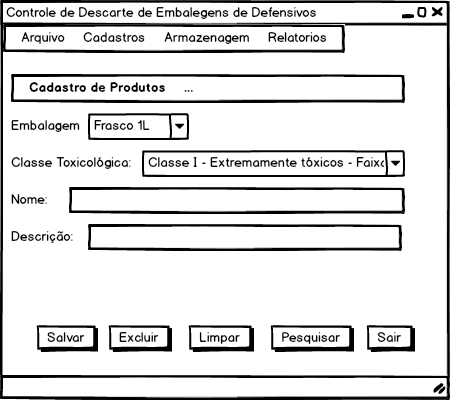 Controle de Descarte de Embalegens de Defensivos
Arquivo Cadastros Armazenagem Relatorios
Cadastro de Produtos ...
Embalagem Frasco 1L
Classe Toxicológica: Classe I - Extremamente tóxicos - Faixa
Nome:
Descrição:
Salvar Excluir Limpar Pesquisar Sair